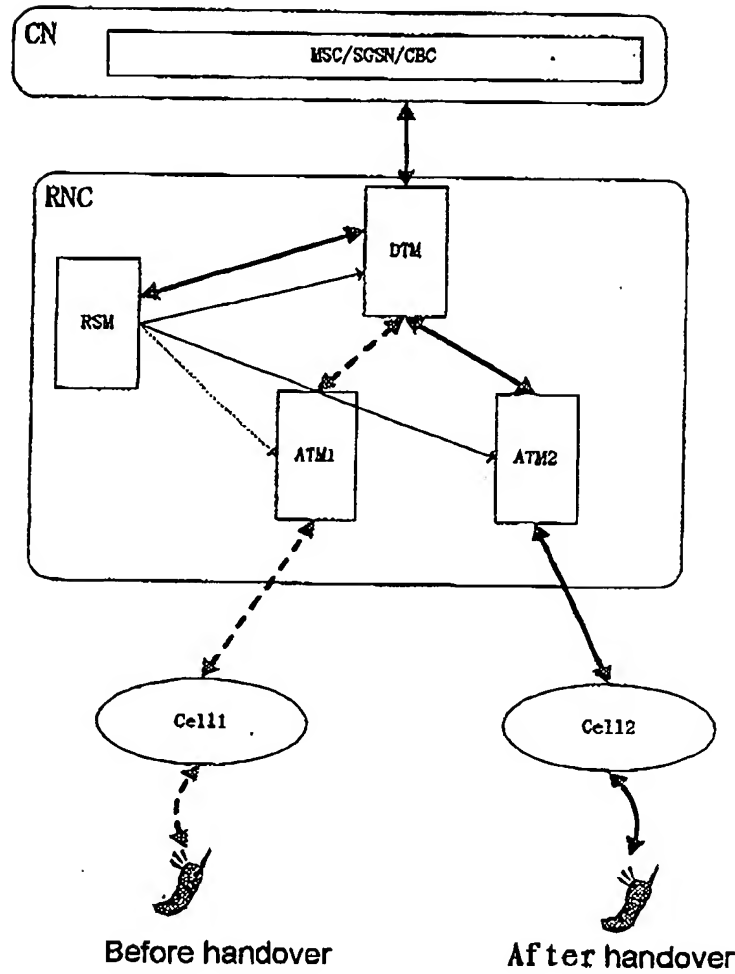 CN
MSC/SGSN/CBC
RNC
DTM
RSM
ATM1
ATM2
Cell1
Cell2
Before handover
After handover